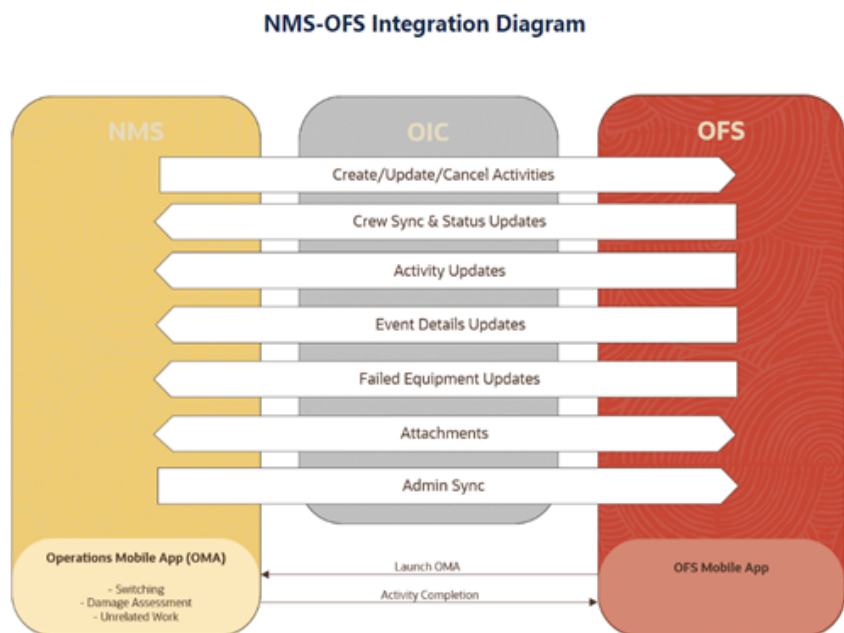 NMS-OFS Integration Diagram
NMS
OIC
OFS
Create/Update/Cancel Activities
Crew Sync & Status Updates
Activity Updates
Event Details Updates
Failed Equipment Updates
Attachments
Admin Sync
Operations Mobile App (OMA)
- Switching
- Damage Assessment
- Unrelated Work
Launch OMA
Activity Completion
OFS Mobile App